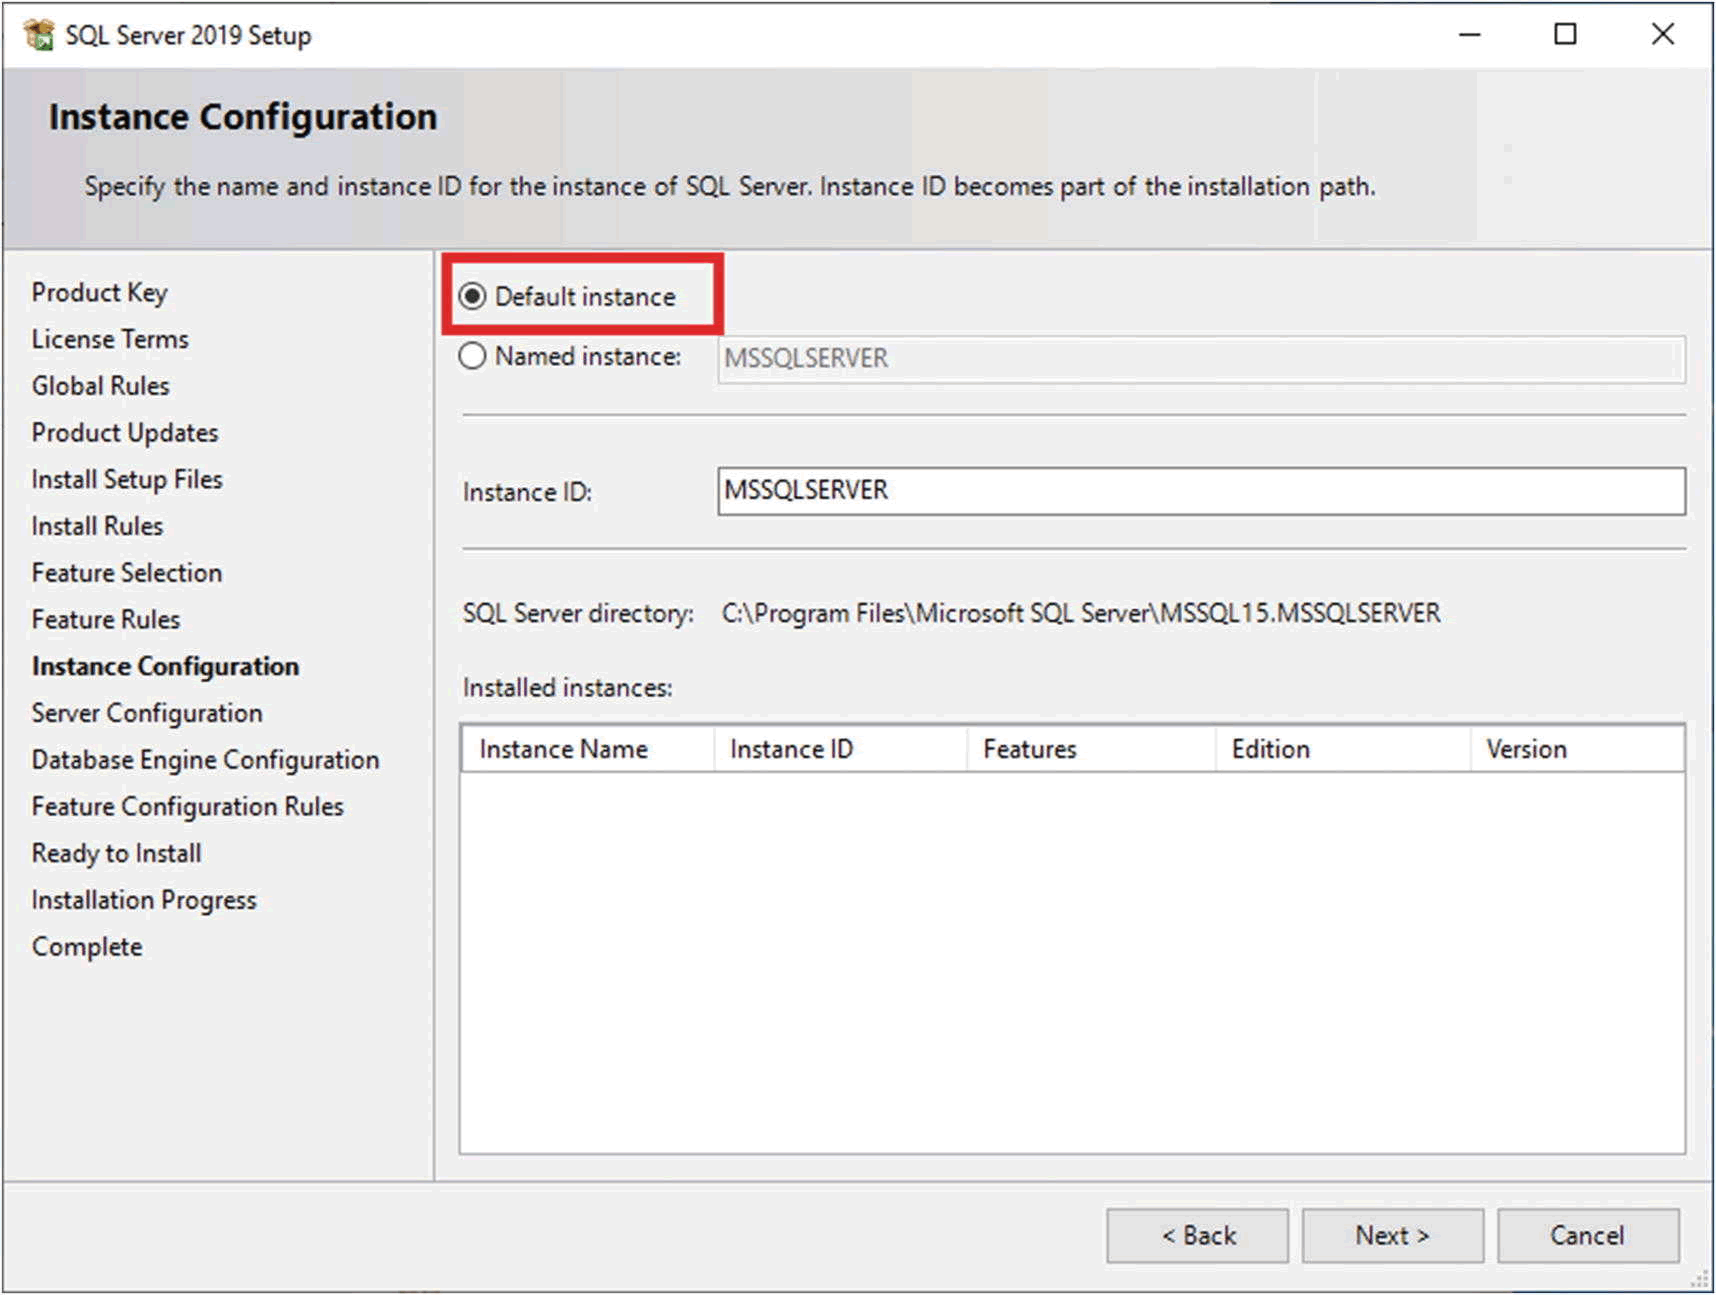 SQL Server 2019 Setup
Instance Configuration
Specify the name and instance ID for the instance of SQL Server. Instance ID becomes part of the installation path.
Product Key
License Terms
Global Rules
Product Updates
Install Setup Files
Install Rules
Feature Selection
Feature Rules
Instance Configuration
Server Configuration
Database Engine Configuration
Feature Configuration Rules
Ready to Install
Installation Progress
Complete
Default instance
Named instance: MSSQLSERVER
Instance ID: MSSQLSERVER
SQL Server directory: C:\Program Files\Microsoft SQL Server\MSSQL15.MSSQLSERVER
Installed instances:
Instance Name Instance ID Features Edition Version
< Back Next > Cancel